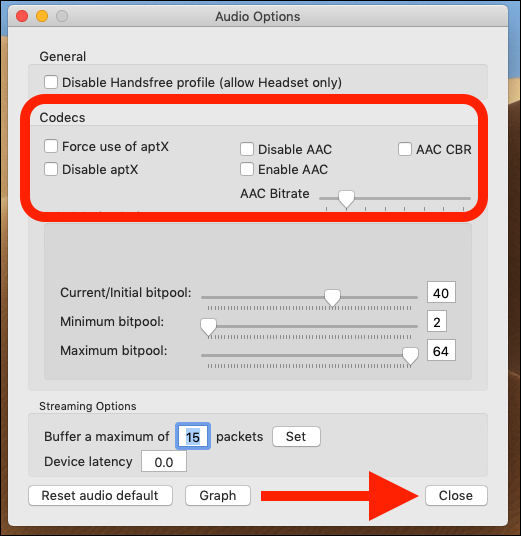 Audio Options
General
Disable Handsfree profile (allow Headset only)
Codecs
Force use of aptX
Disable AAC
AAC CBR
Disable aptX
Enable AAC
AAC Bitrate
Current/Initial bitpool: 40
Minimum bitpool: 2
Maximum bitpool: 64
Streaming Options
Buffer a maximum of 15 packets Set
Device latency 0.0
Reset audio default Graph Close